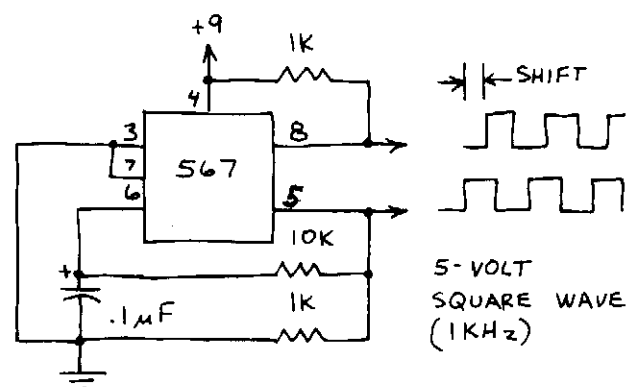 +9
1K
4
SHIFT
3
8
7
567
6
5
10K
+
.1µF
1K
5-VOLT
SQUARE WAVE
(1KHz)